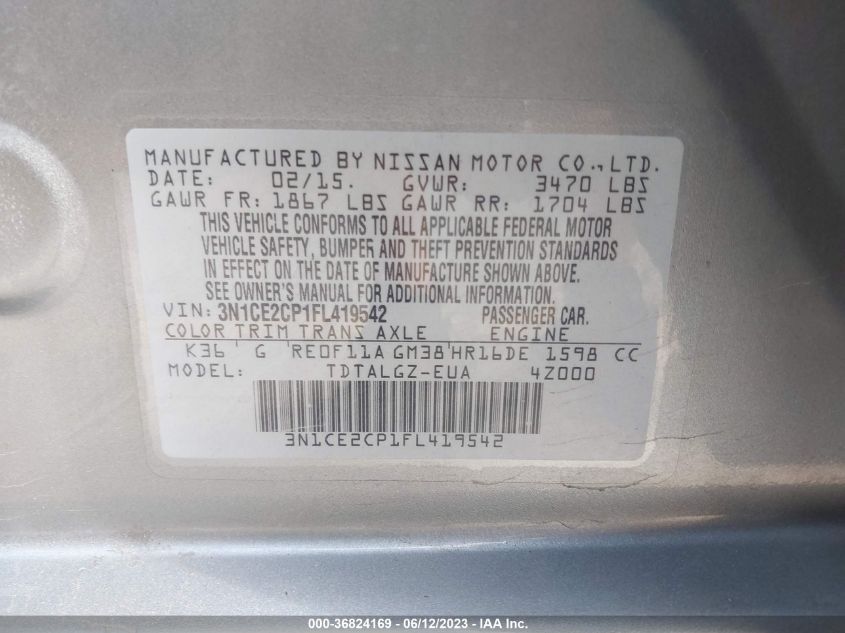 MANUFACTURED BY NISSAN MOTOR CO.,LTD.
DATE: 02/15. GVWR: 3470 LBS
GAWR FR: 1867 LBS GAWR RR: 1704 LBS
THIS VEHICLE CONFORMS TO ALL APPLICABLE FEDERAL MOTOR
VEHICLE SAFETY, BUMPER AND THEFT PREVENTION STANDARDS
IN EFFECT ON THE DATE OF MANUFACTURE SHOWN ABOVE.
SEE OWNER'S MANUAL FOR ADDITIONAL INFORMATION.
VIN: 3N1CE2CP1FL419542 PASSENGER CAR.
COLOR TRIM TRANS AXLE ENGINE
K36 G RE0F11A GM38 HR16DE 1598 CC
MODEL: TDTALGZ-EUA 4Z000
3N1CE2CP1FL419542
000-36824169 - 06/12/2023 - IAAI Inc.